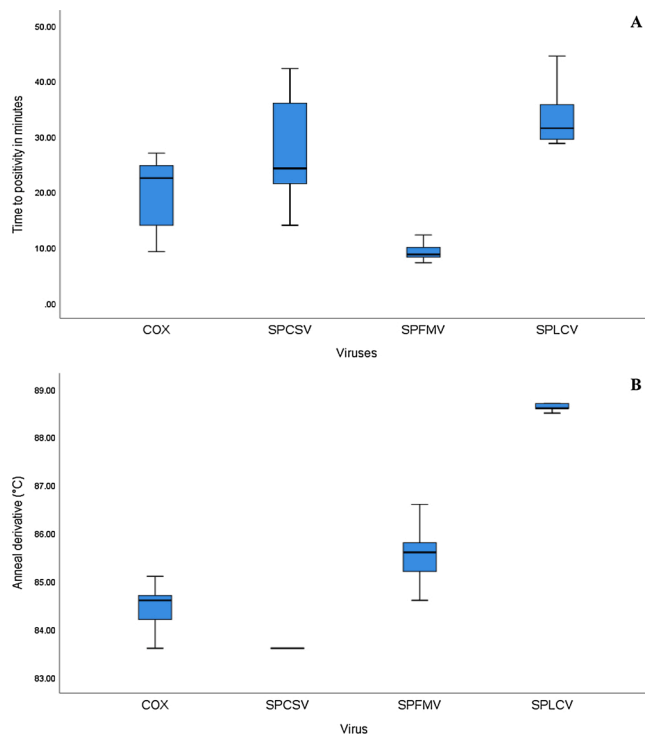 A
50.00
40.00
30.00
20.00
10.00
.00
Time to positivity in minutes
COX SPCSV SPFMV SPLCV
Viruses
B
89.00
88.00
87.00
86.00
85.00
84.00
83.00
Anneal derivative (°C)
COX SPCSV SPFMV SPLCV
Virus